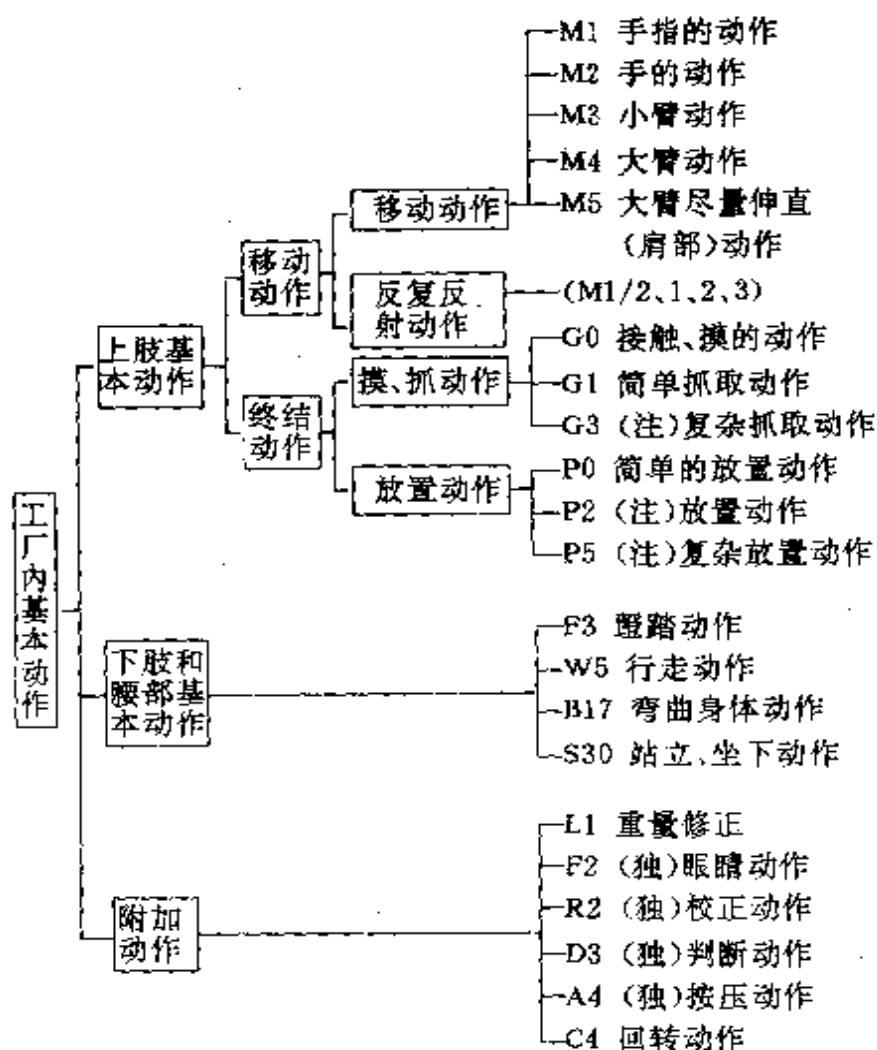 M1 手指的动作
M2 手的动作
M3 小臂动作
M4 大臂动作
M5 大臂尽量伸直
(肩部)动作
移动动作
移动
动作
反复反
射动作
(M1/2、1、2、3)
上肢基
本动作
G0 接触、摸的动作
摸、抓动作
G1 简单抓取动作
终结
动作
G3 (注)复杂抓取动作
P0 简单的放置动作
放置动作
P2 (注)放置动作
P5 (注)复杂放置动作
工厂内基本动作
F3 蹬踏动作
下肢和
腰部基
本动作
W5 行走动作
B17 弯曲身体动作
S30 站立、坐下动作
L1 重量修正
F2 (独)眼睛动作
附加
动作
R2 (独)校正动作
D3 (独)判断动作
A4 (独)按压动作
C4 回转动作